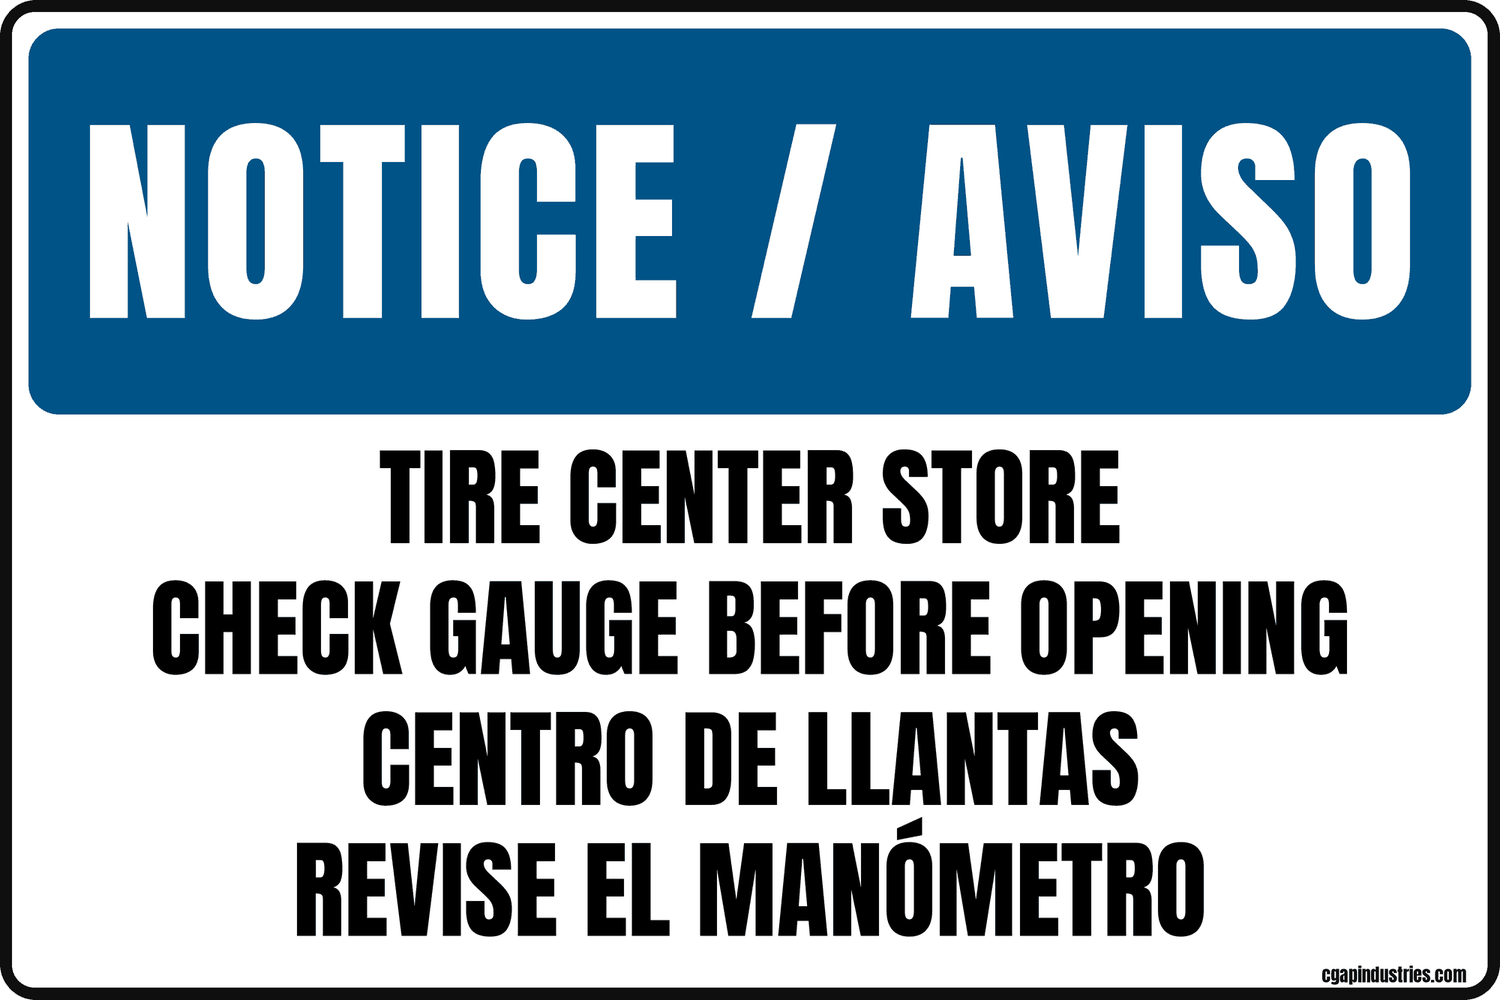 NOTICE / AVISO
TIRE CENTER STORE
CHECK GAUGE BEFORE OPENING
CENTRO DE LLANTAS
REVISE EL MANÓMETRO
cgapindustries.com